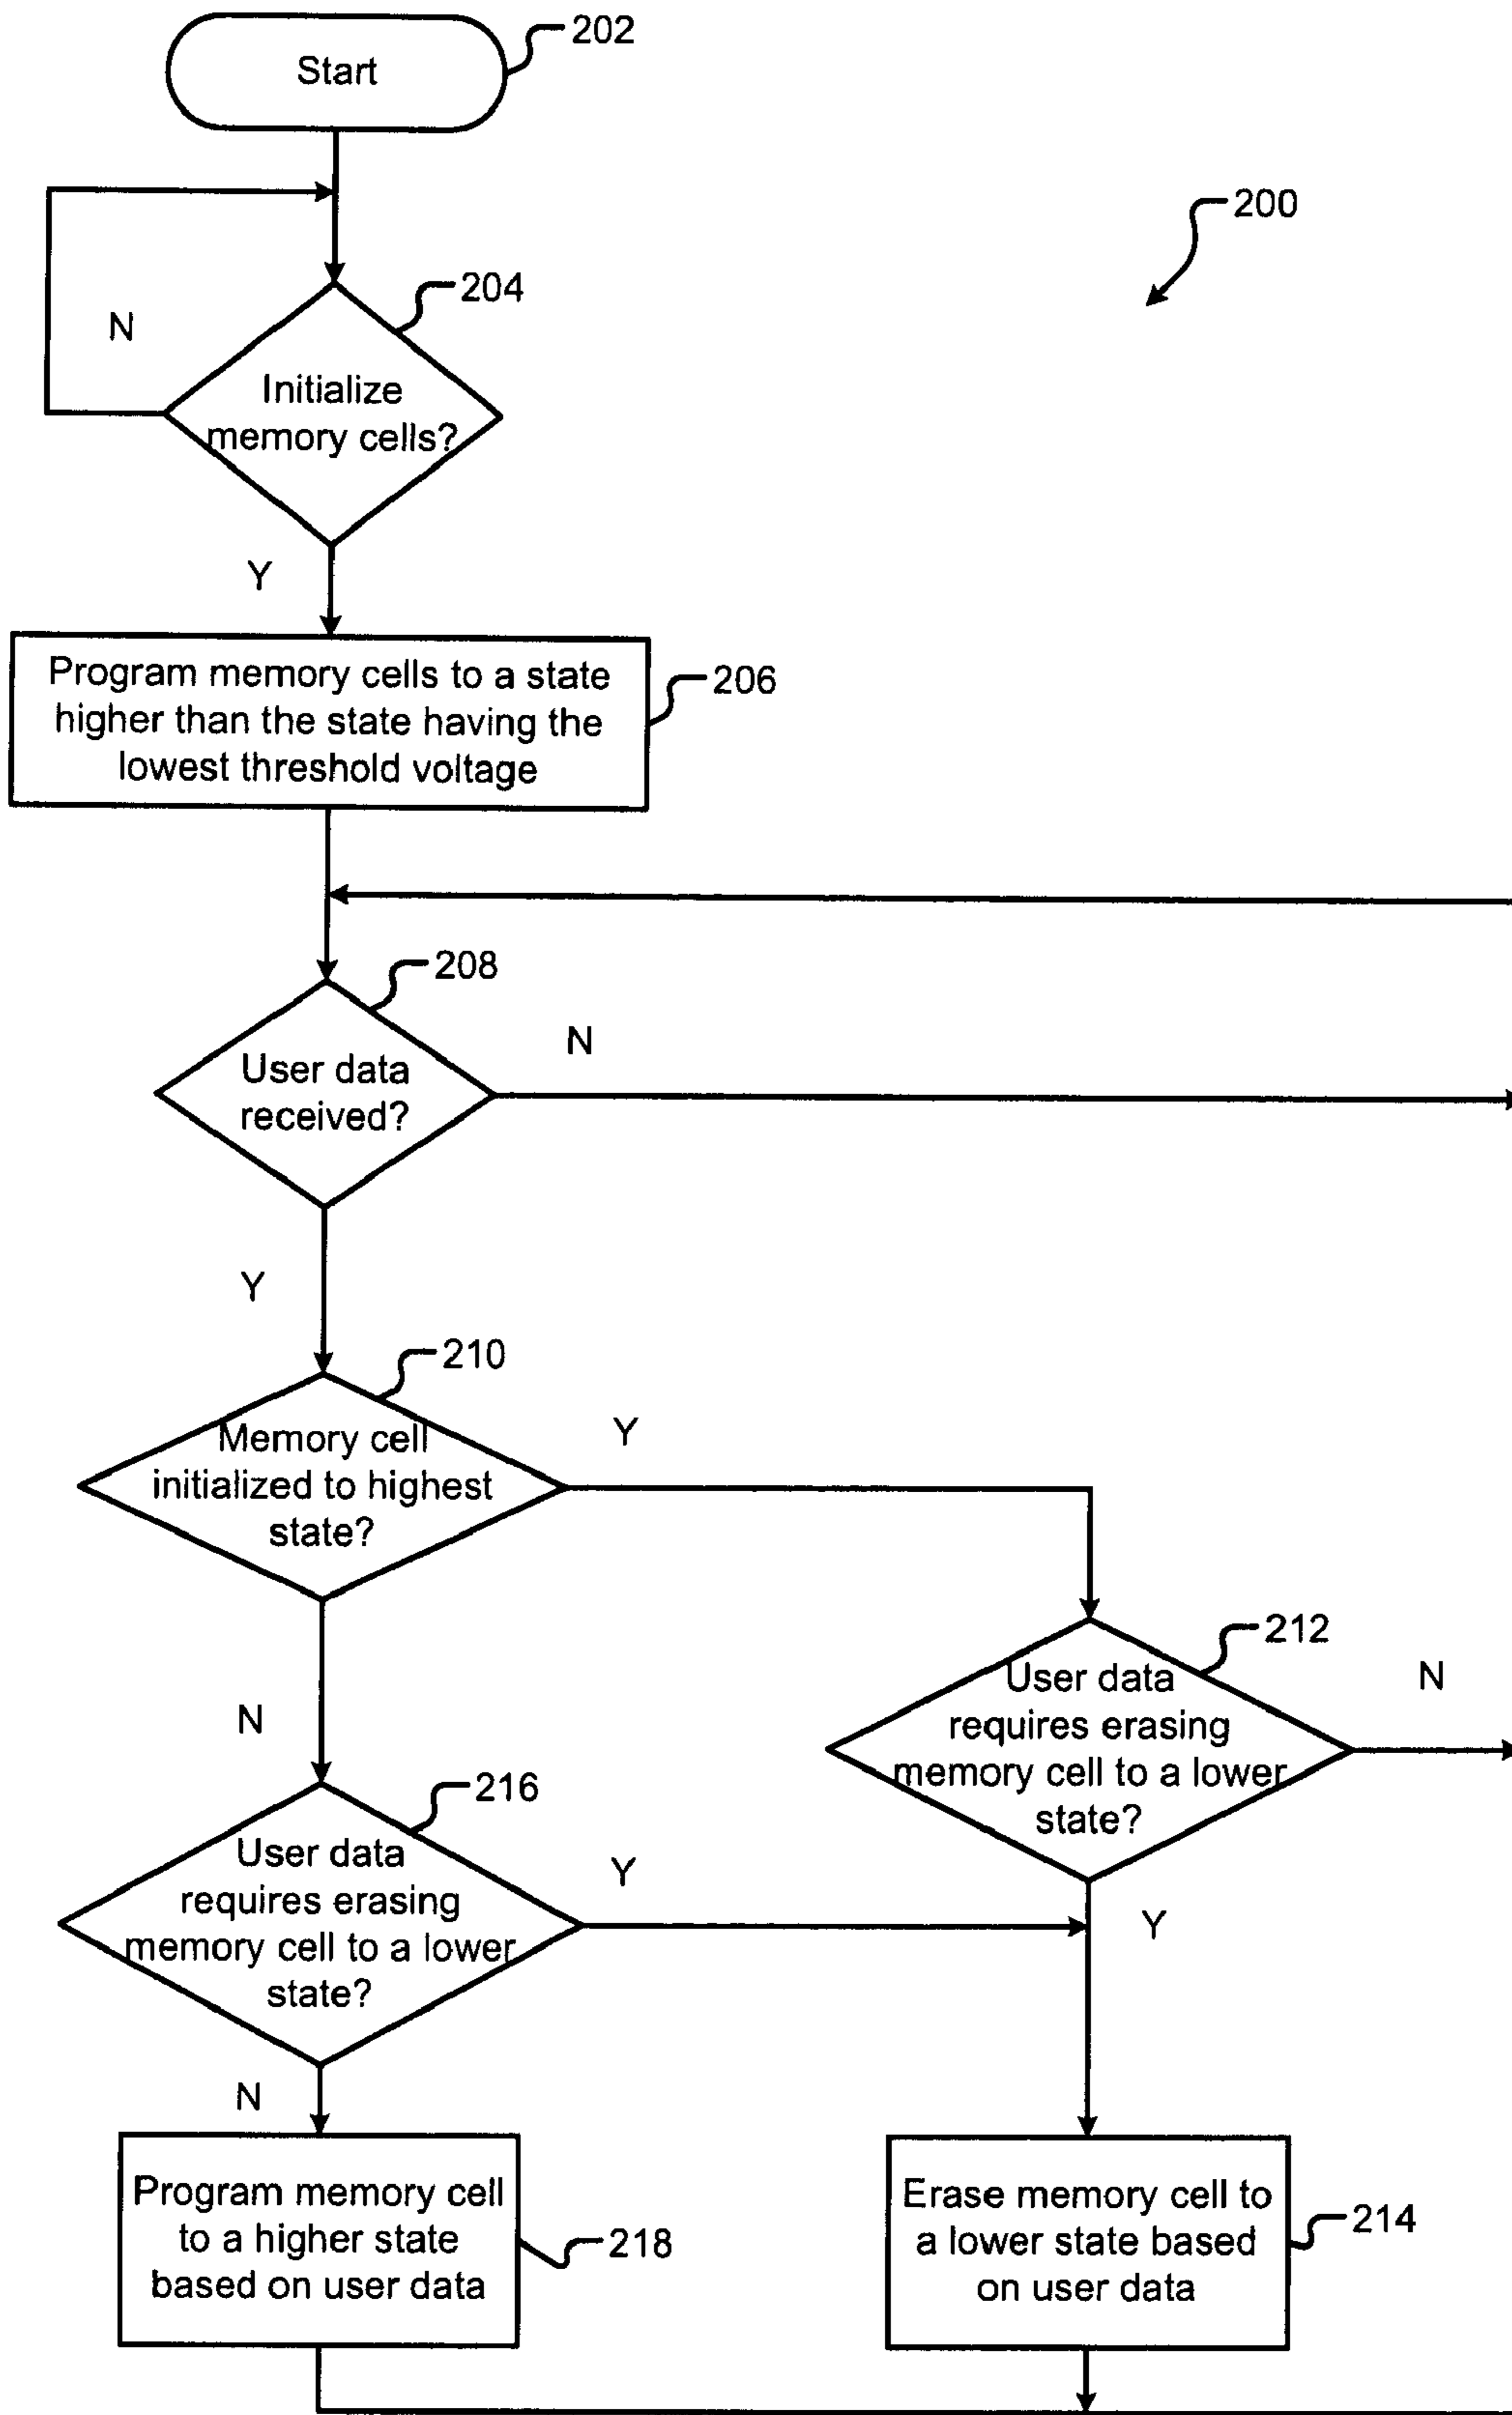 Start
202
200
204
N
Initialize
memory cells?
Y
Program memory cells to a state
higher than the state having the
lowest threshold voltage
206
208
N
User data
received?
Y
210
Memory cell
initialized to highest
state?
Y
212
User data
requires erasing
memory cell to a lower
state?
N
N
216
User data
requires erasing
memory cell to a lower
state?
Y
Y
N
Program memory cell
to a higher state
based on user data
218
Erase memory cell to
a lower state based
on user data
214